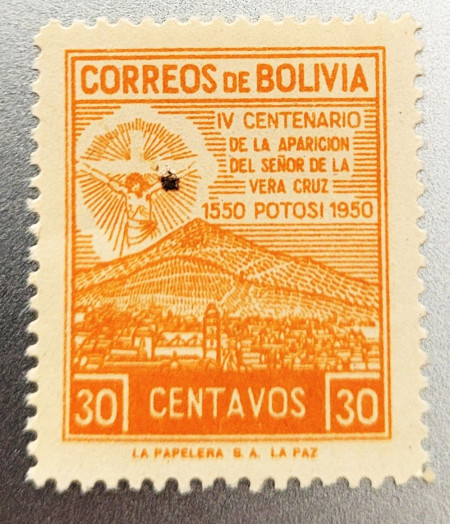 CORREOS DE BOLIVIA
IV CENTENARIO
DE LA APARICION
DEL SEÑOR DE LA
VERA CRUZ
1550 POTOSI 1950
30 CENTAVOS 30
LA PAPELERA S. A. LA PAZ